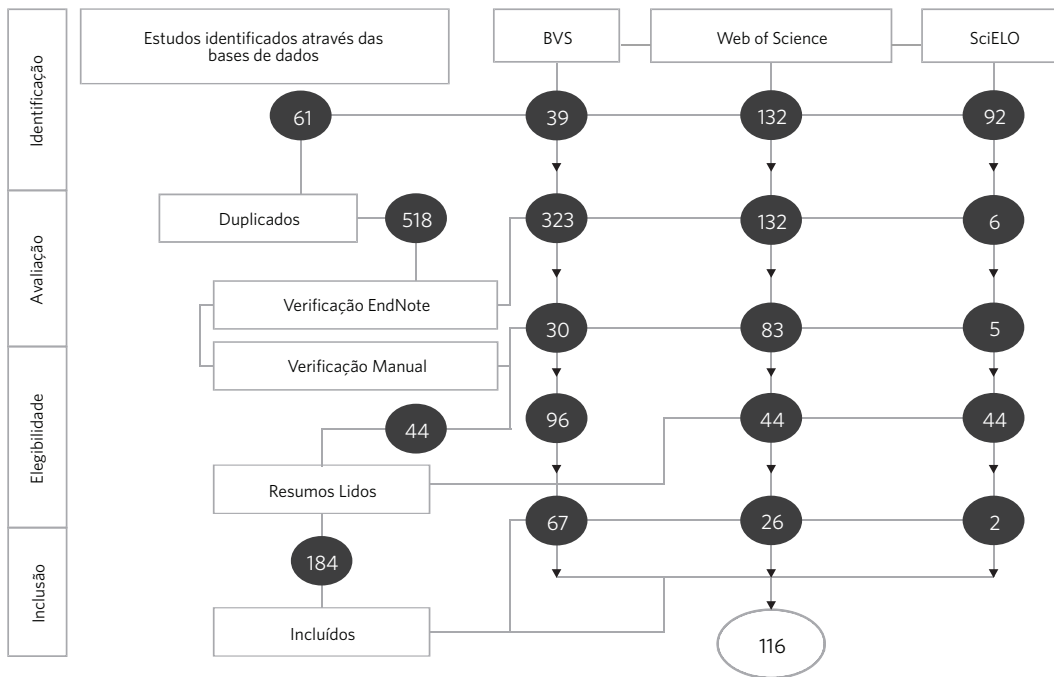 Identificação
Estudos identificados através das
bases de dados
BVS
Web of Science
SciELO
61
39
132
92
Avaliação
Duplicados
518
323
132
6
Verificação EndNote
30
83
5
Verificação Manual
Elegibilidade
44
96
44
44
Resumos Lidos
67
26
2
Inclusão
184
Incluídos
116